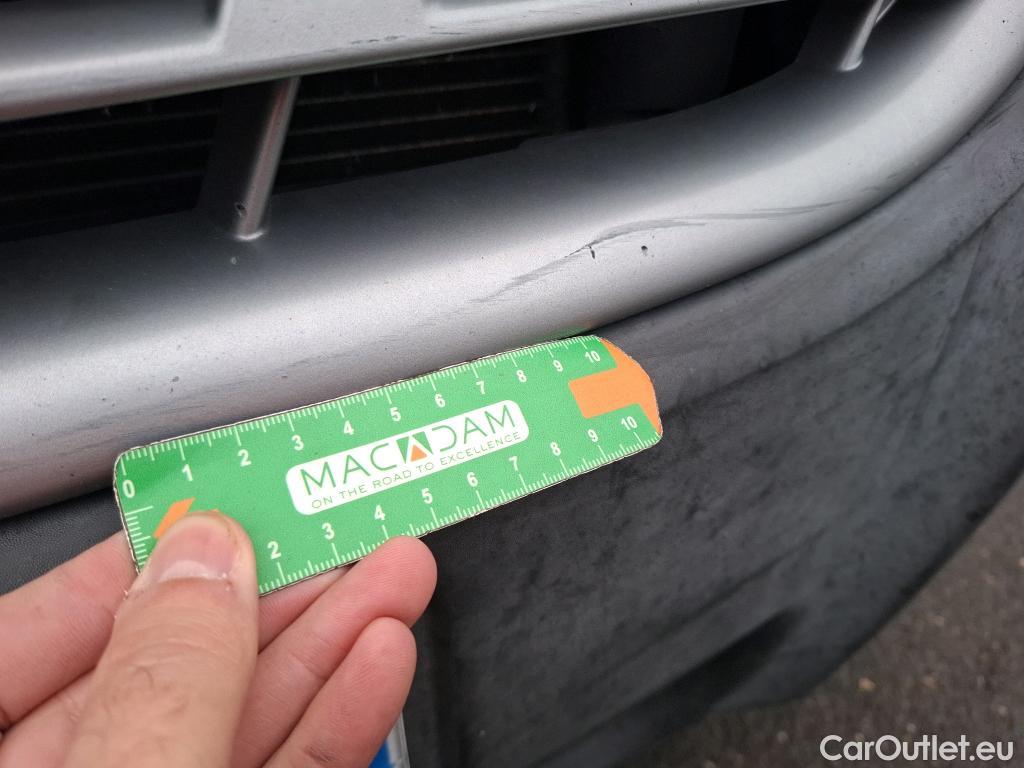 0 1 2 3 4 5 6 7 8 9 10
MACADAM
ON THE ROAD TO EXCELLENCE
2 3 4 5 6 7 8 9 10
CarOutlet.eu